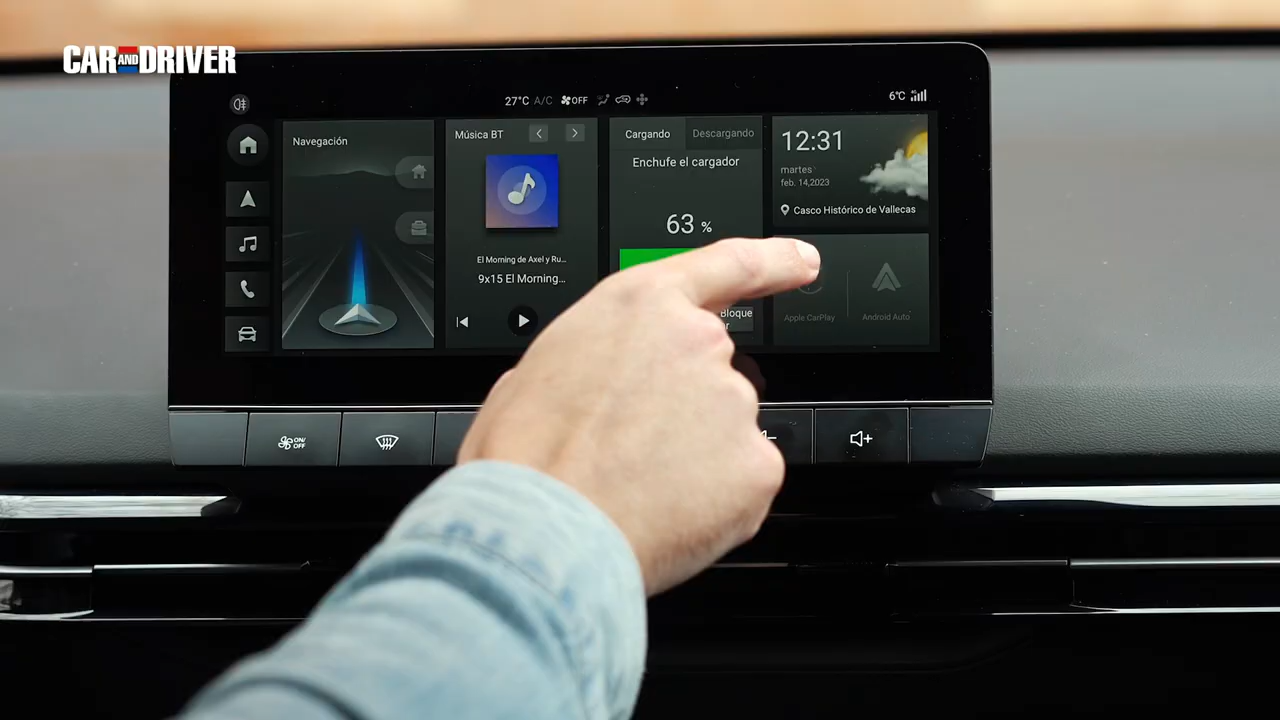 CAR AND DRIVER
27°C A/C OFF
6°C 4G
Navegación
Música BT
El Morning de Axel y Ru...
9x15 El Morning...
Cargando Descargando
Enchufe el cargador
63 %
Bloque
ar
12:31
martes
feb. 14,2023
Casco Histórico de Vallecas
Apple CarPlay Android Auto
ON/
OFF